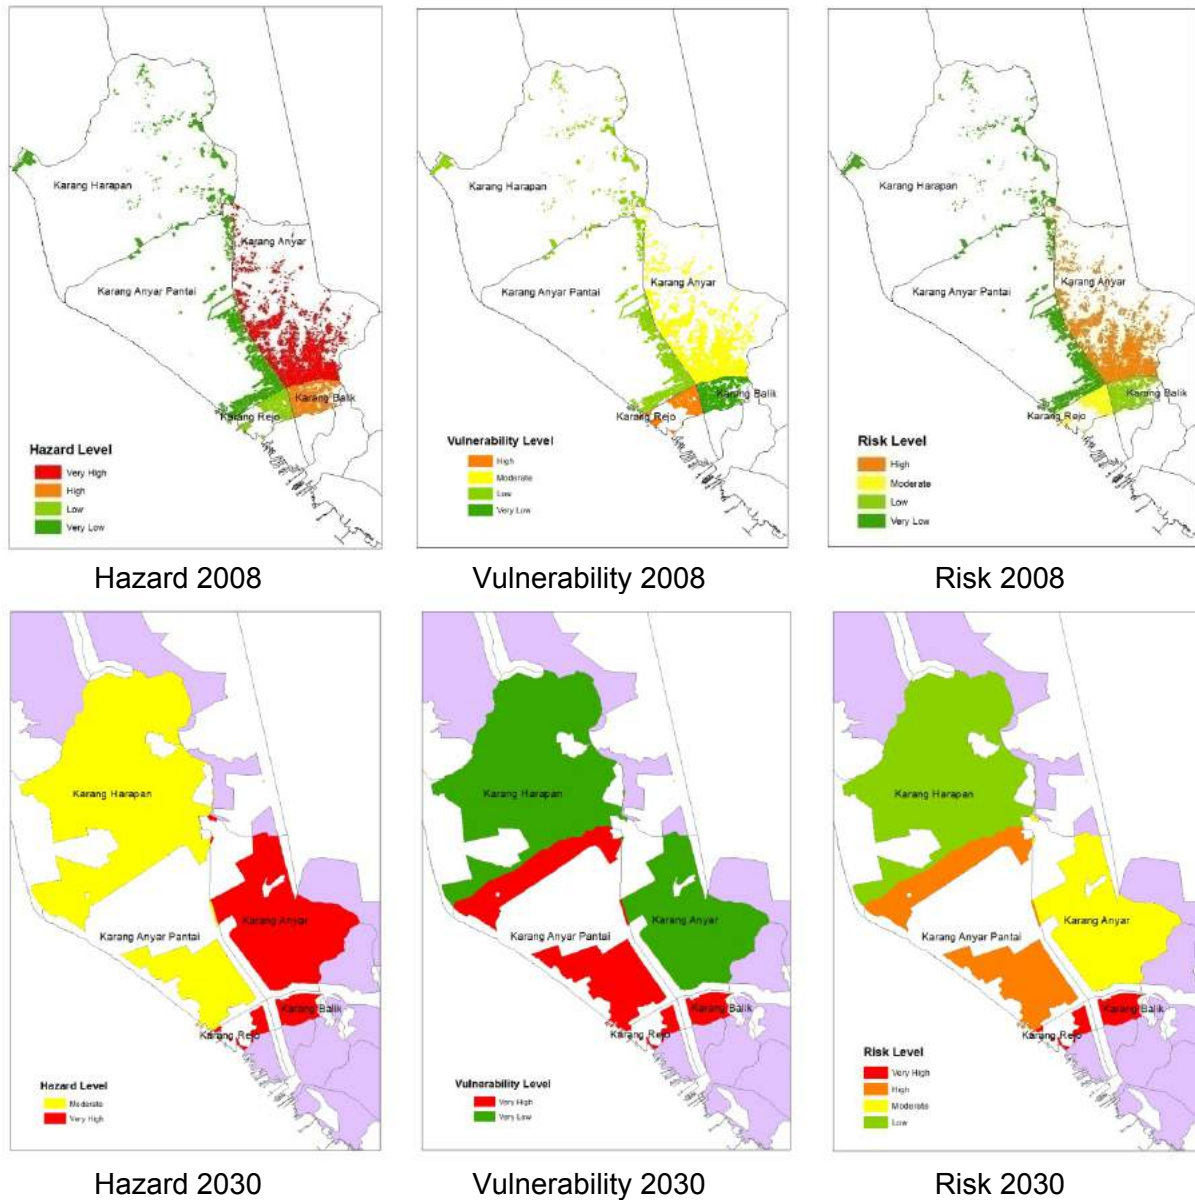 Karang Harapan
Karang Anyar
Karang Anyar Pantai
Karang Balik
Karang Rejo
Hazard Level
Very High
High
Low
Very Low
Karang Harapan
Karang Anyar Pantai
Karang Anyar
Karang Balik
Karang Rejo
Vulnerability Level
High
Moderate
Low
Very Low
Karang Harapan
Karang Anyar Pantai
Karang Anyar
Karang Balik
Karang Rejo
Risk Level
High
Moderate
Low
Very Low
Hazard 2008
Vulnerability 2008
Risk 2008
Karang Harapan
Karang Anyar
Karang Anyar Pantai
Karang Balik
Karang Rejo
Hazard Level
Moderate
Very High
Karang Harapan
Karang Anyar
Karang Anyar Pantai
Karang Balik
Karang Rejo
Vulnerability Level
Very High
Very Low
Karang Harapan
Karang Anyar
Karang Anyar Pantai
Karang Balik
Karang Rejo
Risk Level
Very High
High
Moderate
Low
Hazard 2030
Vulnerability 2030
Risk 2030